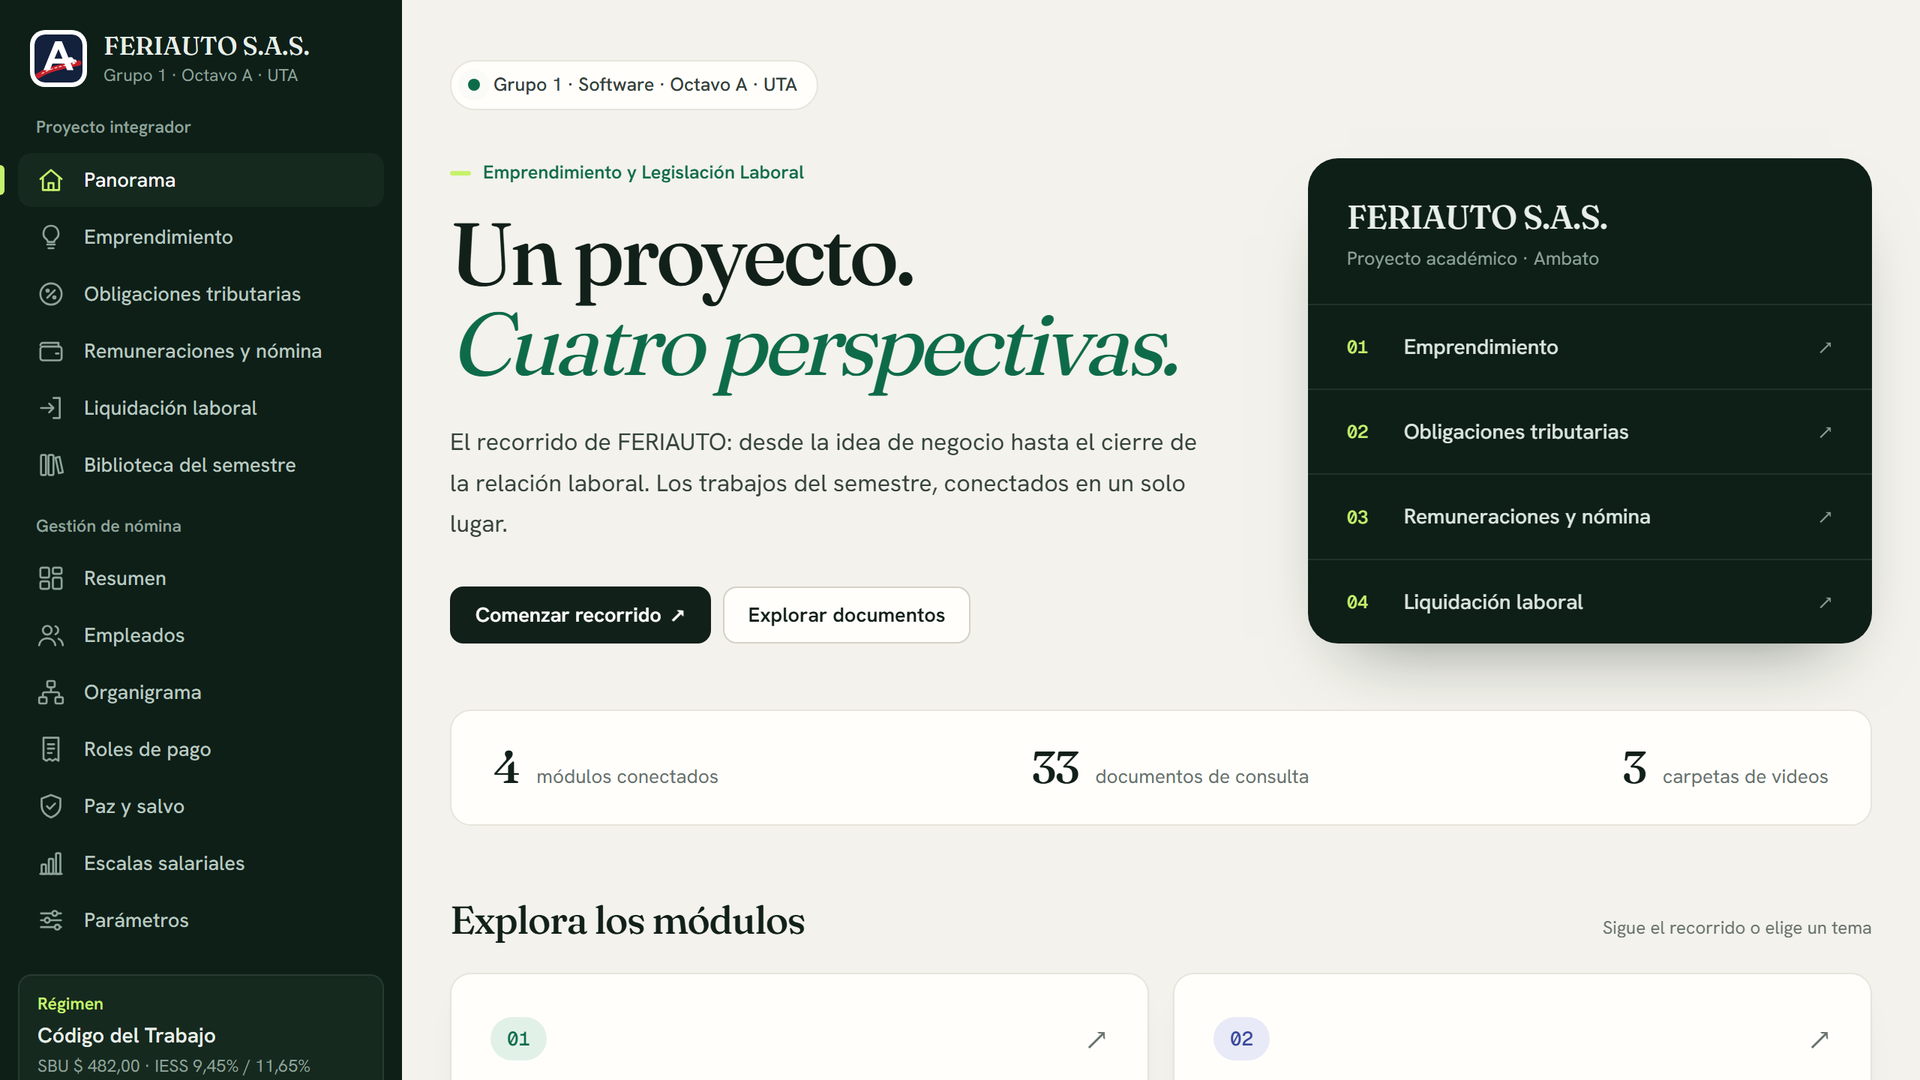 FERIAUTO S.A.S.
Grupo 1 · Octavo A · UTA
Proyecto integrador
Panorama
Emprendimiento
Obligaciones tributarias
Remuneraciones y nómina
Liquidación laboral
Biblioteca del semestre
Gestión de nómina
Resumen
Empleados
Organigrama
Roles de pago
Paz y salvo
Escalas salariales
Parámetros
Régimen
Código del Trabajo
SBU $ 482,00 · IESS 9,45% / 11,65%
Grupo 1 · Software · Octavo A · UTA
Emprendimiento y Legislación Laboral
Un proyecto.
Cuatro perspectivas.
El recorrido de FERIAUTO: desde la idea de negocio hasta el cierre de
la relación laboral. Los trabajos del semestre, conectados en un solo
lugar.
Comenzar recorrido ↗
Explorar documentos
FERIAUTO S.A.S.
Proyecto académico · Ambato
01 Emprendimiento ↗
02 Obligaciones tributarias ↗
03 Remuneraciones y nómina ↗
04 Liquidación laboral ↗
4 módulos conectados
33 documentos de consulta
3 carpetas de videos
Explora los módulos
Sigue el recorrido o elige un tema
01 ↗
02 ↗